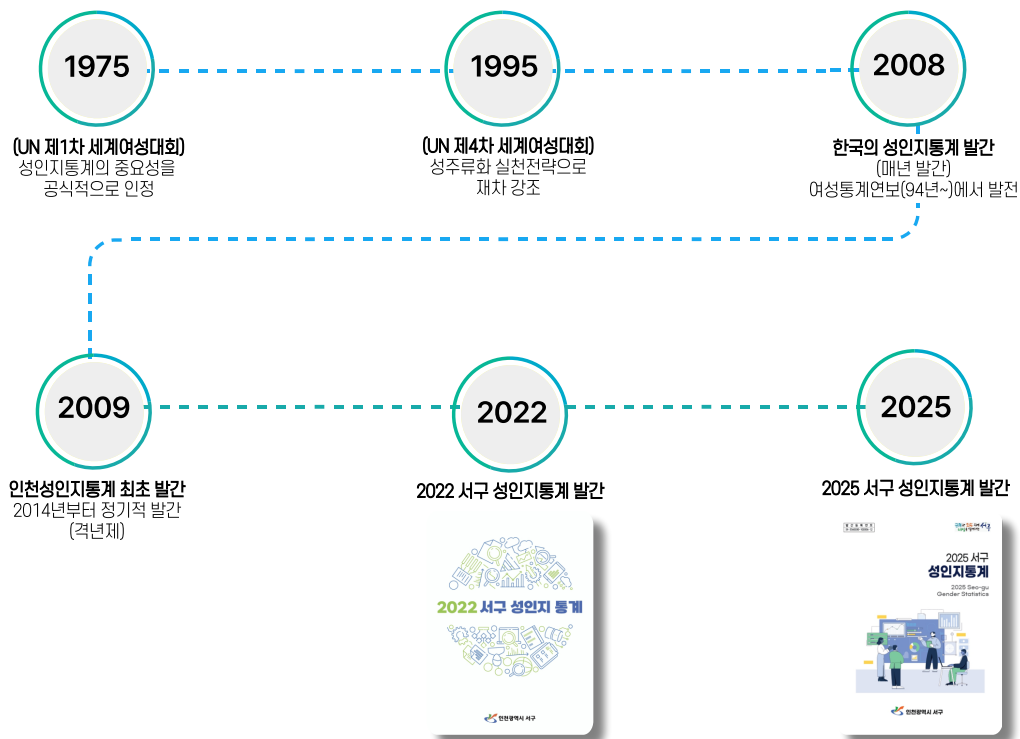 1975
(UN 제1차 세계여성대회)
성인지통계의 중요성을
공식적으로 인정
1995
(UN 제4차 세계여성대회)
성주류화 실천전략으로
재차 강조
2008
한국의 성인지통계 발간
(매년 발간)
여성통계연보(94년~)에서 발전
2009
인천성인지통계 최초 발간
2014년부터 정기적 발간
(격년제)
2022
2022 서구 성인지통계 발간
2022 서구 성인지 통계
인천광역시 서구
2025
2025 서구 성인지통계 발간
서구
2025 서구
성인지통계
2025 Seo-gu
Gender Statistics
인천광역시 서구